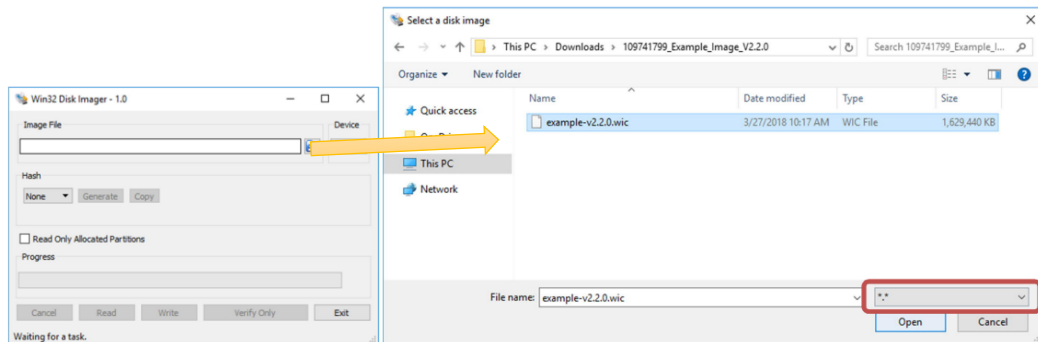 Win32 Disk Imager - 1.0
Image File
Device
Hash
None
Generate
Copy
Read Only Allocated Partitions
Progress
Cancel
Read
Write
Verify Only
Exit
Waiting for a task.
Select a disk image
This PC > Downloads > 109741799_Example_Image_V2.2.0
Search 109741799_Example_I...
Organize
New folder
Name
Date modified
Type
Size
Quick access
This PC
Network
example-v2.2.0.wic
3/27/2018 10:17 AM
WIC File
1,629,440 KB
File name:
example-v2.2.0.wic
*.*
Open
Cancel